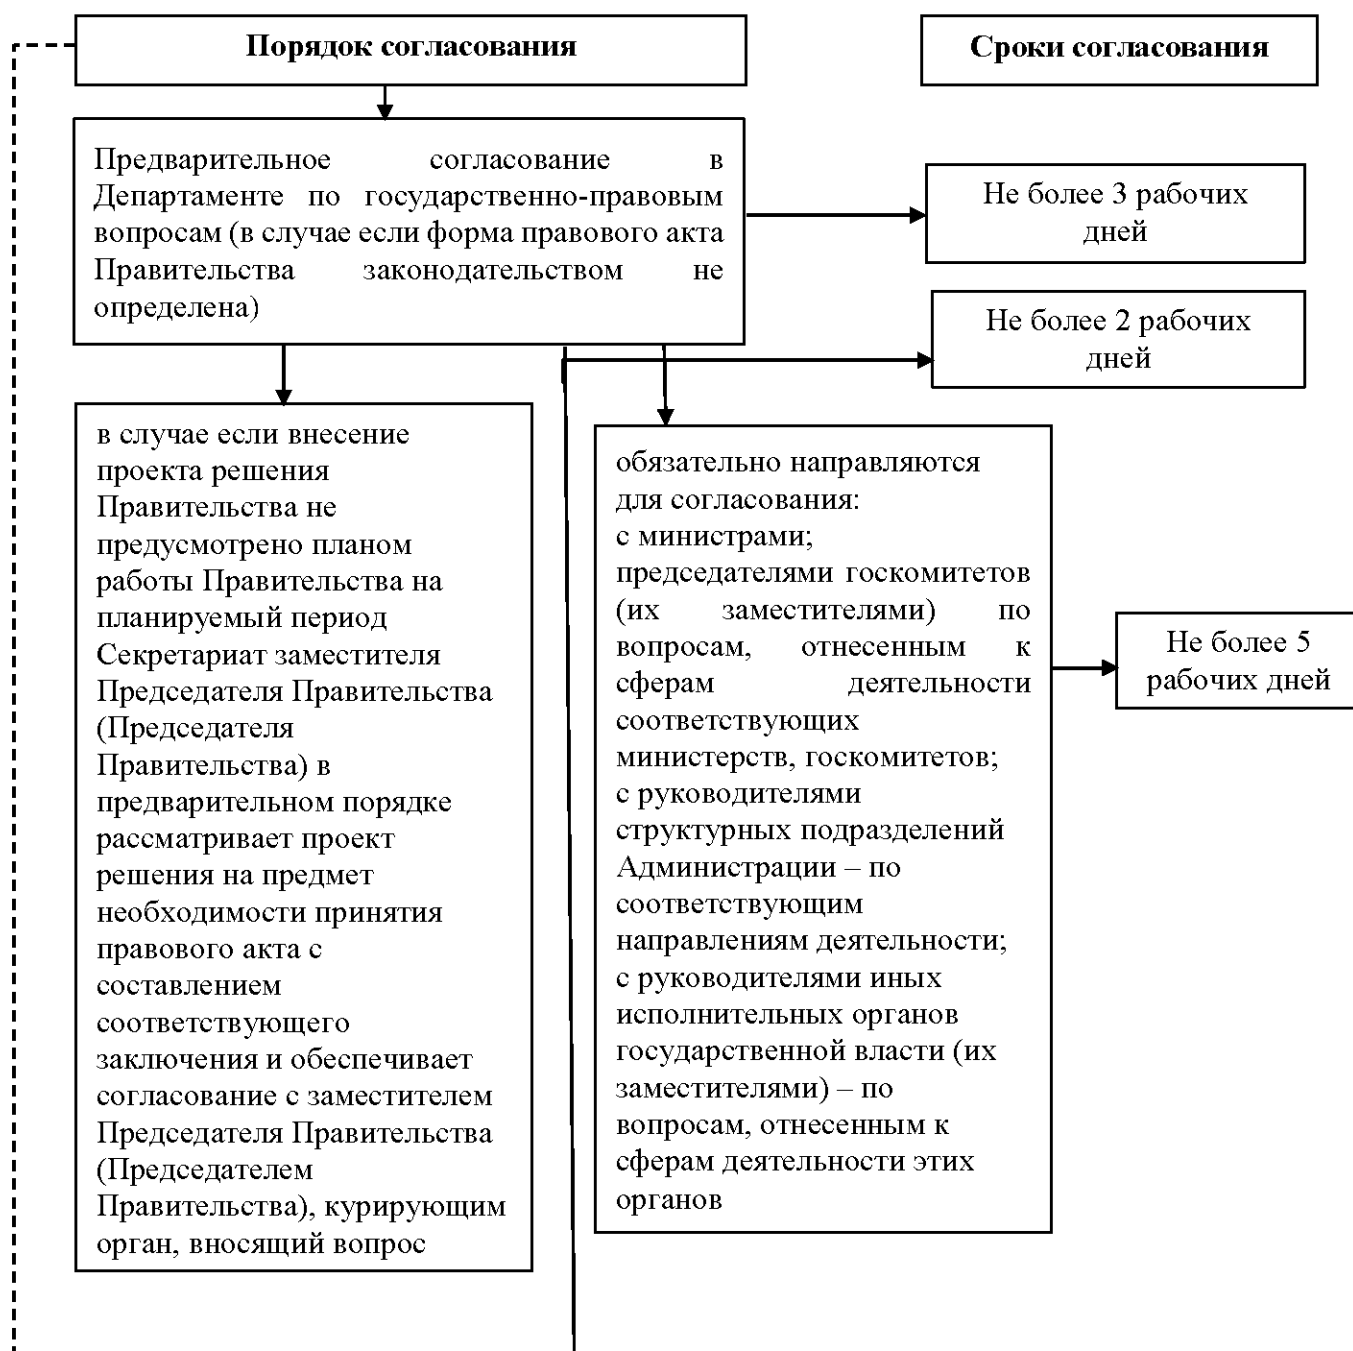 Порядок согласования
Сроки согласования
Предварительное согласование в
Департаменте по государственно-правовым
вопросам (в случае если форма правового акта
Правительства законодательством не
определена)
Не более 3 рабочих
дней
Не более 2 рабочих
дней
в случае если внесение
проекта решения
Правительства не
предусмотрено планом
работы Правительства на
планируемый период
Секретариат заместителя
Председателя Правительства
(Председателя
Правительства) в
предварительном порядке
рассматривает проект
решения на предмет
необходимости принятия
правового акта с
составлением
соответствующего
заключения и обеспечивает
согласование с заместителем
Председателя Правительства
(Председателем
Правительства), курирующим
орган, вносящий вопрос
обязательно направляются
для согласования:
с министрами;
председателями госкомитетов
(их заместителями) по
вопросам, отнесенным к
сферам деятельности
соответствующих
министерств, госкомитетов;
с руководителями
структурных подразделений
Администрации – по
соответствующим
направлениям деятельности;
с руководителями иных
исполнительных органов
государственной власти (их
заместителями) – по
вопросам, отнесенным к
сферам деятельности этих
органов
Не более 5
рабочих дней